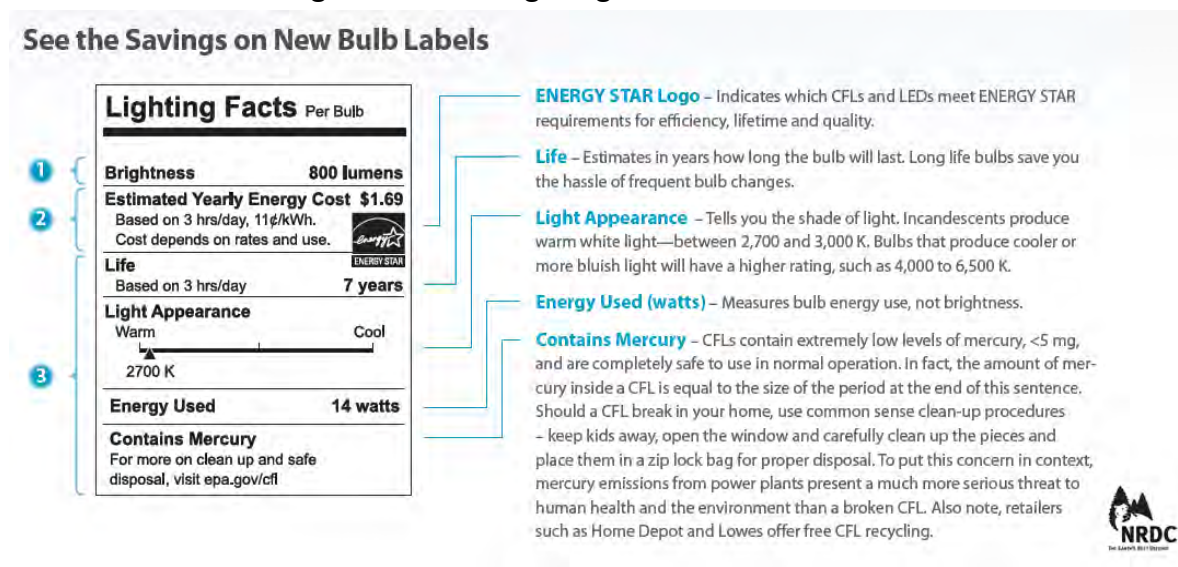 See the Savings on New Bulb Labels
Lighting Facts Per Bulb
1
Brightness 800 lumens
2
Estimated Yearly Energy Cost $1.69
Based on 3 hrs/day, 11¢/kWh.
Cost depends on rates and use.
energy
ENERGY STAR
3
Life
Based on 3 hrs/day 7 years
Light Appearance
Warm Cool
2700 K
Energy Used 14 watts
Contains Mercury
For more on clean up and safe
disposal, visit epa.gov/cfl
ENERGY STAR Logo – Indicates which CFLs and LEDs meet ENERGY STAR
requirements for efficiency, lifetime and quality.
Life – Estimates in years how long the bulb will last. Long life bulbs save you
the hassle of frequent bulb changes.
Light Appearance – Tells you the shade of light. Incandescents produce
warm white light—between 2,700 and 3,000 K. Bulbs that produce cooler or
more bluish light will have a higher rating, such as 4,000 to 6,500 K.
Energy Used (watts) – Measures bulb energy use, not brightness.
Contains Mercury – CFLs contain extremely low levels of mercury, <5 mg,
and are completely safe to use in normal operation. In fact, the amount of mer-
cury inside a CFL is equal to the size of the period at the end of this sentence.
Should a CFL break in your home, use common sense clean-up procedures
– keep kids away, open the window and carefully clean up the pieces and
place them in a zip lock bag for proper disposal. To put this concern in context,
mercury emissions from power plants present a much more serious threat to
human health and the environment than a broken CFL. Also note, retailers
such as Home Depot and Lowes offer free CFL recycling.
NRDC